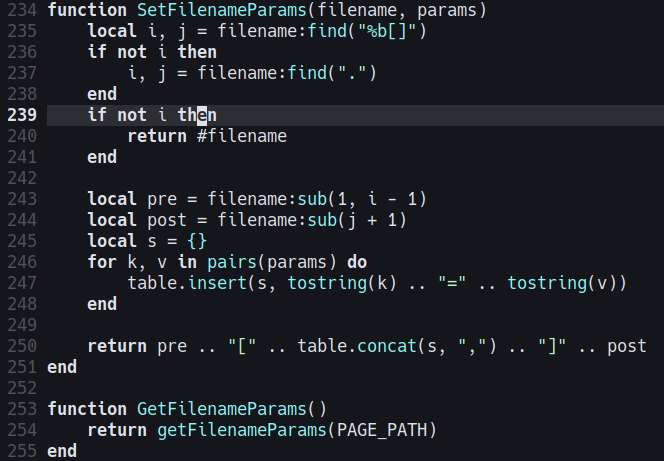 234 function SetFilenameParams(filename, params)
235     local i, j = filename:find("%b[]")
236     if not i then
237         i, j = filename:find(".")
238     end
239     if not i then
240         return #filename
241     end
242
243     local pre = filename:sub(1, i - 1)
244     local post = filename:sub(j + 1)
245     local s = {}
246     for k, v in pairs(params) do
247         table.insert(s, tostring(k) .. "=" .. tostring(v))
248     end
249
250     return pre .. "[" .. table.concat(s, ",") .. "]" .. post
251 end
252
253 function GetFilenameParams()
254     return getFilenameParams(PAGE_PATH)
255 end